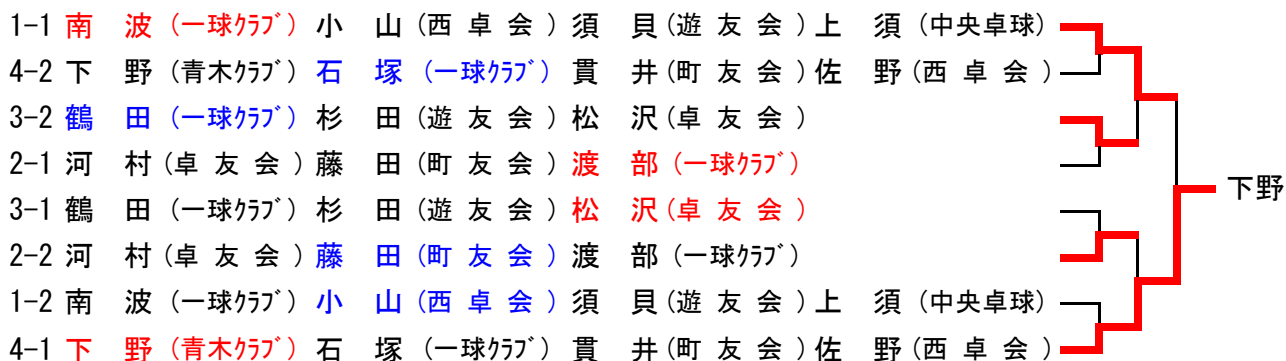 1-1 南　波 (一球ｸﾗﾌﾞ) 小　山 (西 卓 会 ) 須　貝 (遊 友 会 ) 上　須 (中央卓球)
4-2 下　野 (青木ｸﾗﾌﾞ) 石　塚 (一球ｸﾗﾌﾞ) 貫　井 (町 友 会 ) 佐　野 (西 卓 会 )
3-2 鶴　田 (一球ｸﾗﾌﾞ) 杉　田 (遊 友 会 ) 松　沢 (卓 友 会 )
2-1 河　村 (卓 友 会 ) 藤　田 (町 友 会 ) 渡　部 (一球ｸﾗﾌﾞ)
下野
3-1 鶴　田 (一球ｸﾗﾌﾞ) 杉　田 (遊 友 会 ) 松　沢 (卓 友 会 )
2-2 河　村 (卓 友 会 ) 藤　田 (町 友 会 ) 渡　部 (一球ｸﾗﾌﾞ)
1-2 南　波 (一球ｸﾗﾌﾞ) 小　山 (西 卓 会 ) 須　貝 (遊 友 会 ) 上　須 (中央卓球)
4-1 下　野 (青木ｸﾗﾌﾞ) 石　塚 (一球ｸﾗﾌﾞ) 貫　井 (町 友 会 ) 佐　野 (西 卓 会 )